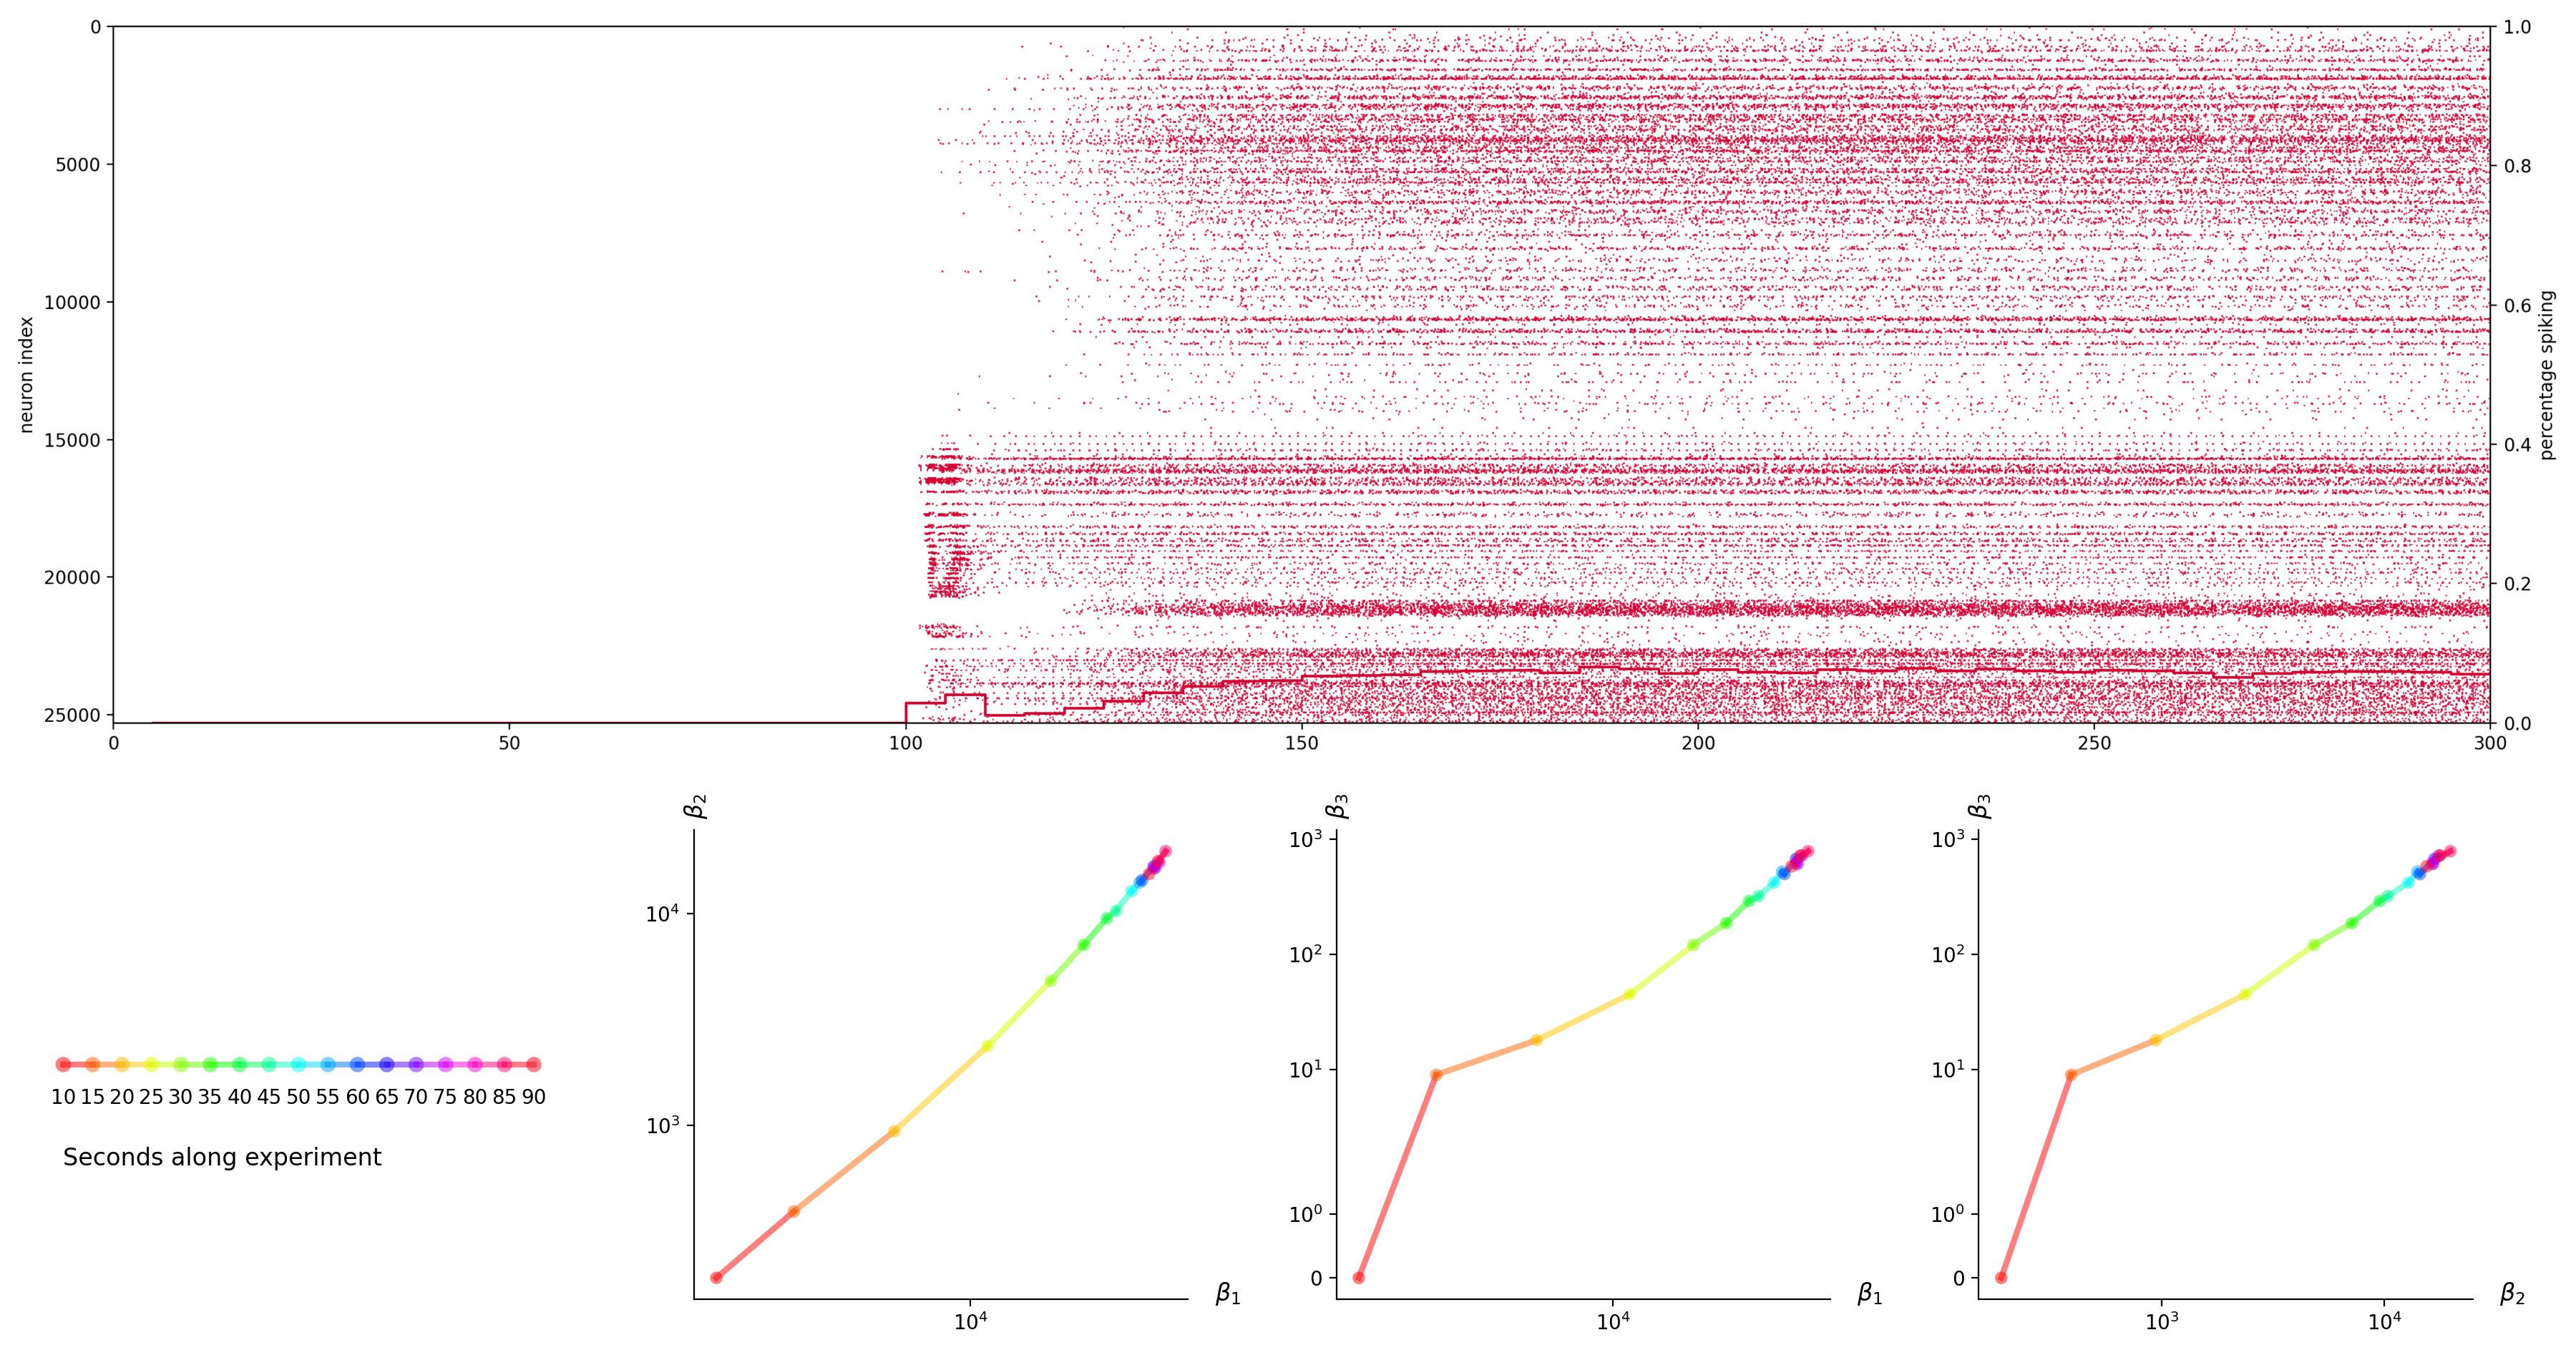 0
5000
10000
15000
20000
25000
neuron index
1.0
0.8
0.6
0.4
0.2
0.0
percentage spiking
0 50 100 150 200 250 300
10 15 20 25 30 35 40 45 50 55 60 65 70 75 80 85 90
Seconds along experiment
β₂
10⁴
10³
10⁴
β₁
β₃
10³
10²
10¹
10⁰
0
10⁴
β₁
β₃
10³
10²
10¹
10⁰
0
10³ 10⁴
β₂